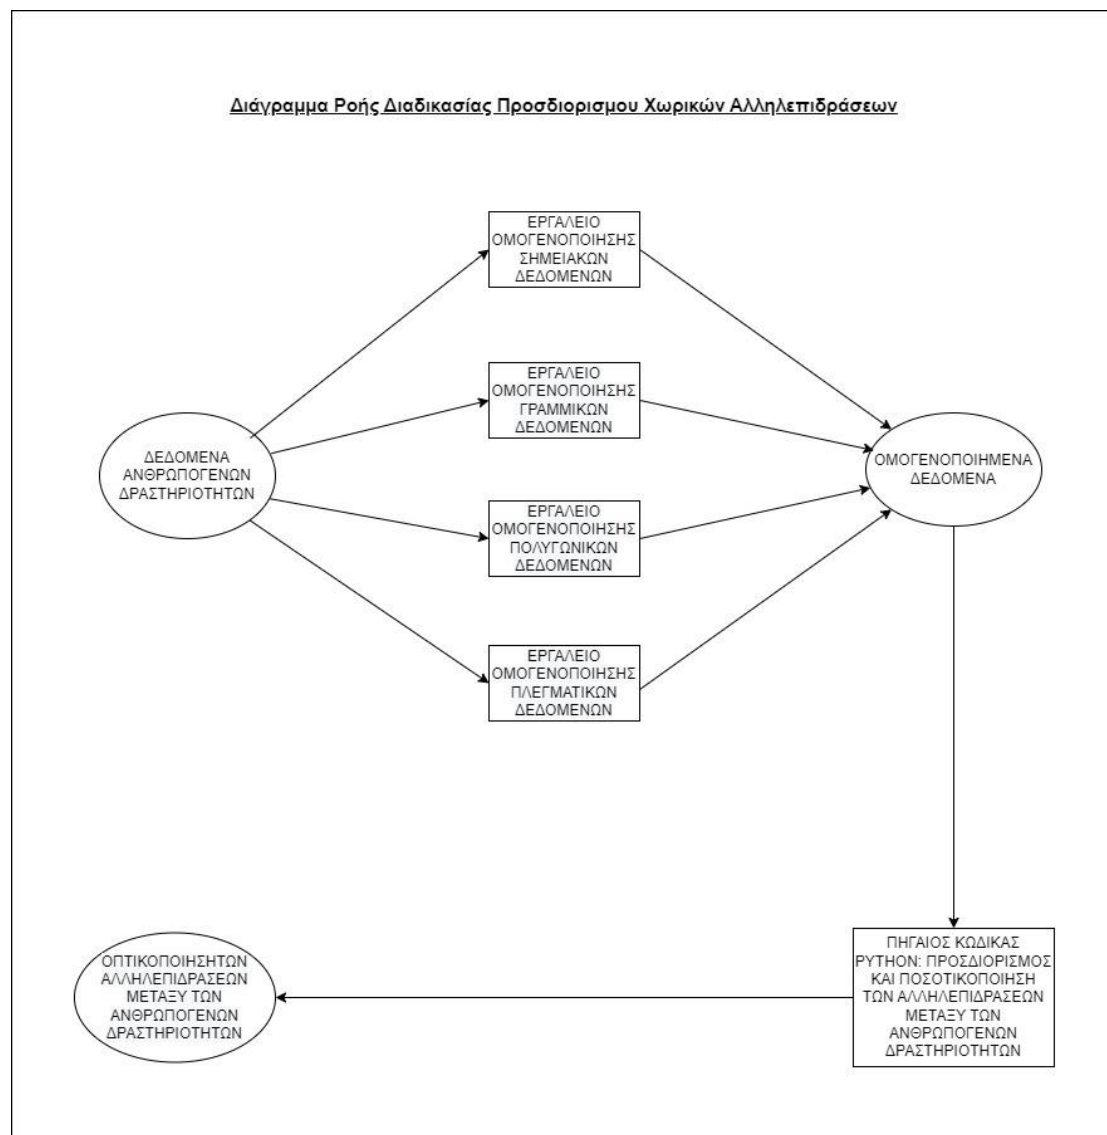 Διάγραμμα Ροής Διαδικασίας Προσδιορισμου Χωρικών Αλληλεπιδράσεων
ΕΡΓΑΛΕΙΟ
ΟΜΟΓΕΝΟΠΟΙΗΣΗΣ
ΣΗΜΕΙΑΚΩΝ
ΔΕΔΟΜΕΝΩΝ
ΕΡΓΑΛΕΙΟ
ΟΜΟΓΕΝΟΠΟΙΗΣΗΣ
ΓΡΑΜΜΙΚΩΝ
ΔΕΔΟΜΕΝΩΝ
ΔΕΔΟΜΕΝΑ
ΑΝΘΡΩΠΟΓΕΝΩΝ
ΔΡΑΣΤΗΡΙΟΤΗΤΩΝ
ΟΜΟΓΕΝΟΠΟΙΗΜΕΝΑ
ΔΕΔΟΜΕΝΑ
ΕΡΓΑΛΕΙΟ
ΟΜΟΓΕΝΟΠΟΙΗΣΗΣ
ΠΟΛΥΓΩΝΙΚΩΝ
ΔΕΔΟΜΕΝΩΝ
ΕΡΓΑΛΕΙΟ
ΟΜΟΓΕΝΟΠΟΙΗΣΗΣ
ΠΛΕΓΜΑΤΙΚΩΝ
ΔΕΔΟΜΕΝΩΝ
ΠΗΓΑΙΟΣ ΚΩΔΙΚΑΣ
PYTHON: ΠΡΟΣΔΙΟΡΙΣΜΟΣ
ΚΑΙ ΠΟΣΟΤΙΚΟΠΟΙΗΣΗ
ΤΩΝ ΑΛΛΗΛΕΠΙΔΡΑΣΕΩΝ
ΜΕΤΑΞΥ ΤΩΝ
ΑΝΘΡΩΠΟΓΕΝΩΝ
ΔΡΑΣΤΗΡΙΟΤΗΤΩΝ
ΟΠΤΙΚΟΠΟΙΗΣΗΤΩΝ
ΑΛΛΗΛΕΠΙΔΡΑΣΕΩΝ
ΜΕΤΑΞΥ ΤΩΝ
ΑΝΘΡΩΠΟΓΕΝΩΝ
ΔΡΑΣΤΗΡΙΟΤΗΤΩΝ